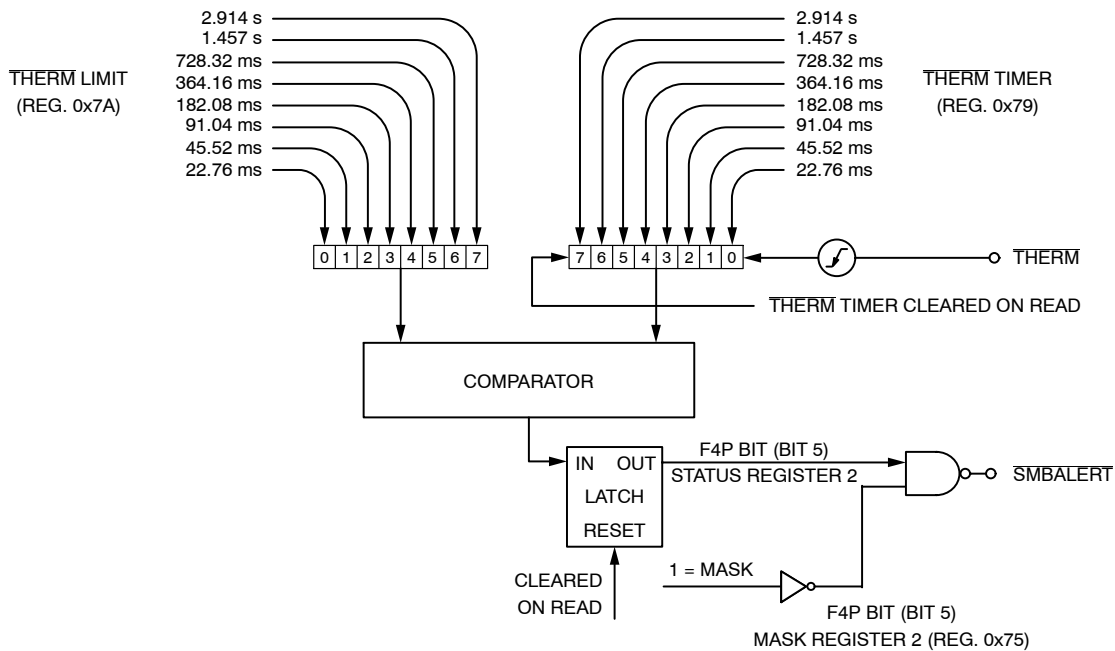 2.914 s
1.457 s
728.32 ms
364.16 ms
182.08 ms
91.04 ms
45.52 ms
22.76 ms
THERM LIMIT
(REG. 0x7A)
2.914 s
1.457 s
728.32 ms
364.16 ms
182.08 ms
91.04 ms
45.52 ms
22.76 ms
THERM TIMER
(REG. 0x79)
0 1 2 3 4 5 6 7
7 6 5 4 3 2 1 0
THERM
THERM TIMER CLEARED ON READ
COMPARATOR
IN OUT
LATCH
RESET
F4P BIT (BIT 5)
STATUS REGISTER 2
SMBALERT
CLEARED
ON READ
1 = MASK
F4P BIT (BIT 5)
MASK REGISTER 2 (REG. 0x75)